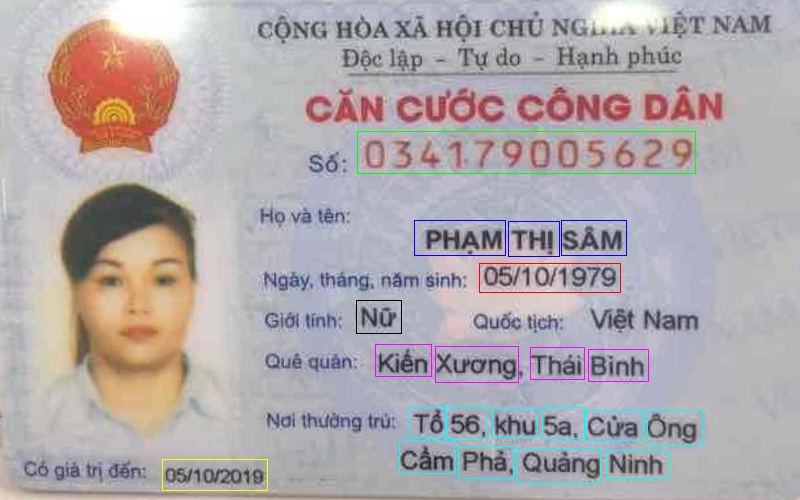 CỘNG HÒA XÃ HỘI CHỦ NGHĨA VIỆT NAM
Độc lập - Tự do - Hạnh phúc
CĂN CƯỚC CÔNG DÂN
Số: 034179005629
Họ và tên:
PHẠM THỊ SÂM
Ngày, tháng, năm sinh: 05/10/1979
Giới tính: Nữ Quốc tịch: Việt Nam
Quê quán: Kiến Xương, Thái Bình
Nơi thường trú: Tổ 56, khu 5a, Cửa Ông
Cẩm Phả, Quảng Ninh
Có giá trị đến: 05/10/2019